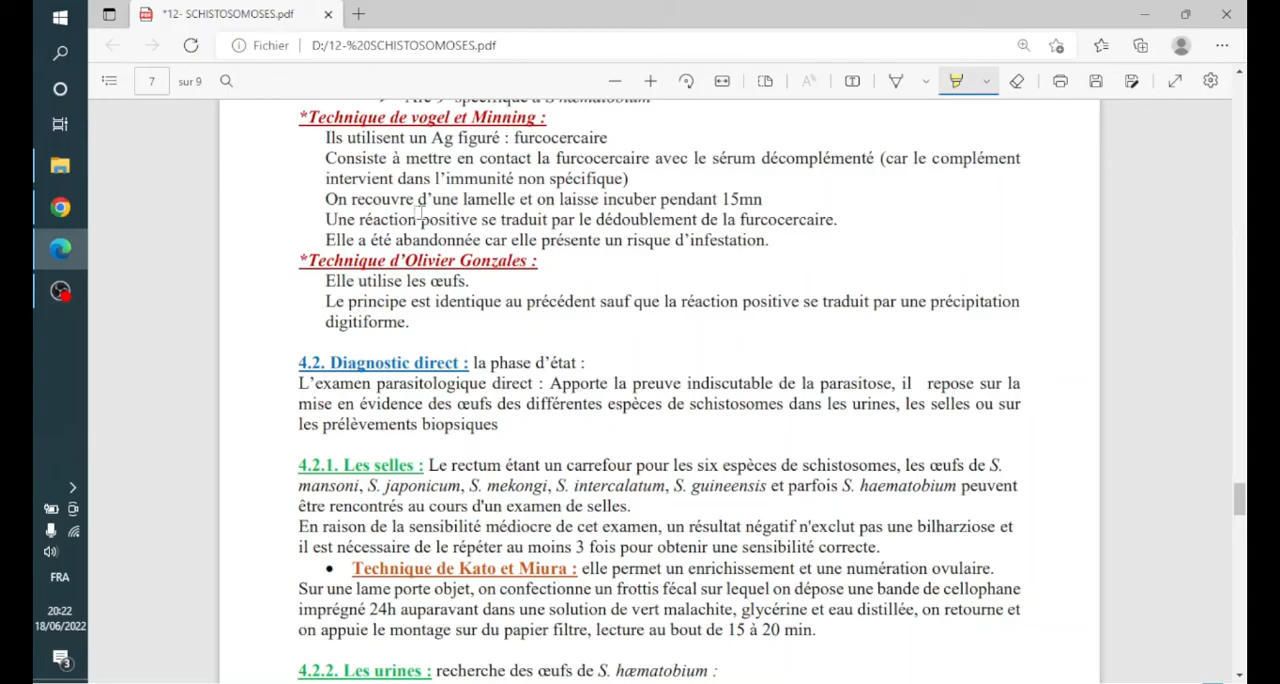 *12- SCHISTOSOMOSES.pdf
Fichier D:/12-%20SCHISTOSOMOSES.pdf
7 sur 9
*Technique de vogel et Minning :
Ils utilisent un Ag figuré : furcocercaire
Consiste à mettre en contact la furcocercaire avec le sérum décomplémenté (car le complément
intervient dans l’immunité non spécifique)
On recouvre d’une lamelle et on laisse incuber pendant 15mn
Une réaction positive se traduit par le dédoublement de la furcocercaire.
Elle a été abandonnée car elle présente un risque d’infestation.
*Technique d’Olivier Gonzales :
Elle utilise les œufs.
Le principe est identique au précédent sauf que la réaction positive se traduit par une précipitation
digitiforme.
4.2. Diagnostic direct : la phase d’état :
L’examen parasitologique direct : Apporte la preuve indiscutable de la parasitose, il repose sur la
mise en évidence des œufs des différentes espèces de schistosomes dans les urines, les selles ou sur
les prélèvements biopsiques
4.2.1. Les selles : Le rectum étant un carrefour pour les six espèces de schistosomes, les œufs de S.
mansoni, S. japonicum, S. mekongi, S. intercalatum, S. guineensis et parfois S. haematobium peuvent
être rencontrés au cours d'un examen de selles.
En raison de la sensibilité médiocre de cet examen, un résultat négatif n'exclut pas une bilharziose et
il est nécessaire de le répéter au moins 3 fois pour obtenir une sensibilité correcte.
• Technique de Kato et Miura : elle permet un enrichissement et une numération ovulaire.
Sur une lame porte objet, on confectionne un frottis fécal sur lequel on dépose une bande de cellophane
imprégné 24h auparavant dans une solution de vert malachite, glycérine et eau distillée, on retourne et
on appuie le montage sur du papier filtre, lecture au bout de 15 à 20 min.
4.2.2. Les urines : recherche des œufs de S. hæmatobium :
FRA
20:22
18/06/2022
3